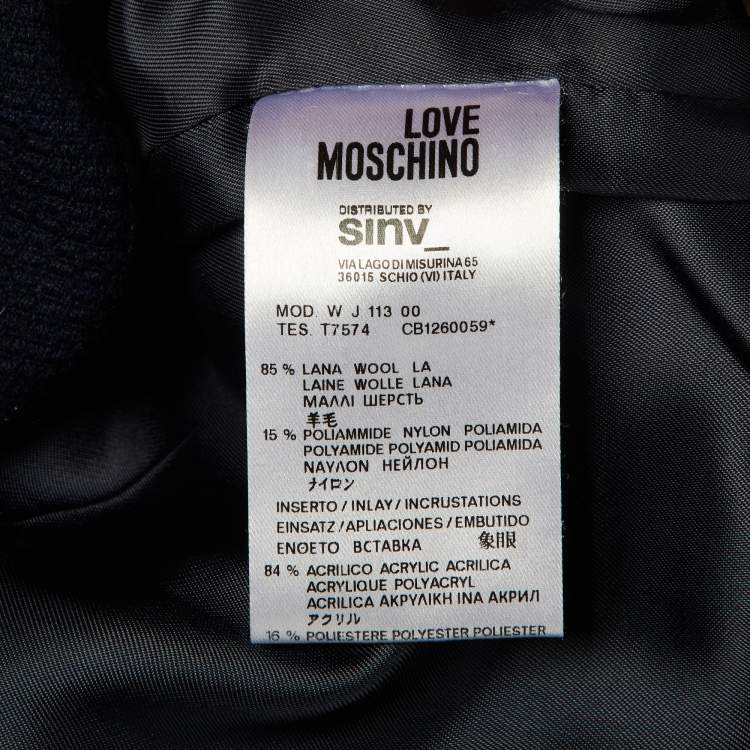 LOVE
MOSCHINO
DISTRIBUTED BY
sinv_
VIA LAGO DI MISURINA 65
36015 SCHIO (VI) ITALY
MOD. W J 113 00
TES. T7574 CB1260059*
85 % LANA WOOL LA
LAINE WOLLE LANA
ΜΑΛΛΙ ШЕРСТЬ
羊毛
15 % POLIAMMIDE NYLON POLIAMIDA
POLYAMIDE POLYAMID POLIAMIDA
ΝΑΥΛΟΝ НЕЙЛОН
ナイロン
INSERTO / INLAY / INCRUSTATIONS
EINSATZ / APLIACIONES / EMBUTIDO
ΕΝΘΕΤΟ ВСТАВКА 象眼
84 % ACRILICO ACRYLIC ACRILICA
ACRYLIQUE POLYACRYL
ACRILICA ΑΚΡΥΛΙΚΗ ΙΝΑ АКРИЛ
アクリル
16 % POLIESTERE POLYESTER POLIESTER